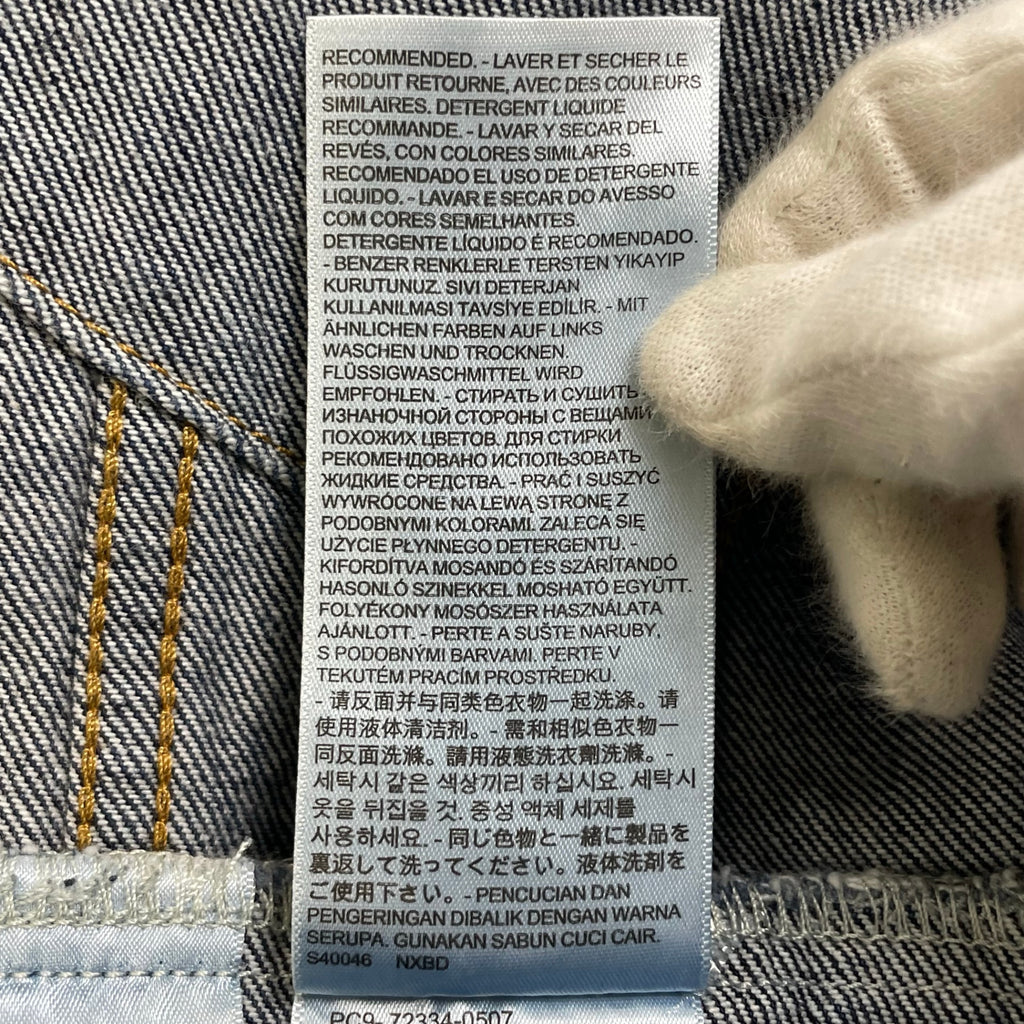 RECOMMENDED. - LAVER ET SECHER LE
PRODUIT RETOURNE, AVEC DES COULEURS
SIMILAIRES. DETERGENT LIQUIDE
RECOMMANDE. - LAVAR Y SECAR DEL
REVÉS, CON COLORES SIMILARES.
RECOMENDADO EL USO DE DETERGENTE
LIQUIDO. - LAVAR E SECAR DO AVESSO
COM CORES SEMELHANTES.
DETERGENTE LÍQUIDO É RECOMENDADO.
- BENZER RENKLERLE TERSTEN YIKAYIP
KURUTUNUZ. SIVI DETERJAN
KULLANILMASI TAVSİYE EDİLİR. - MIT
ÄHNLICHEN FARBEN AUF LINKS
WASCHEN UND TROCKNEN.
FLÜSSIGWASCHMITTEL WIRD
EMPFOHLEN. - СТИРАТЬ И СУШИТЬ
ИЗНАНОЧНОЙ СТОРОНЫ С ВЕЩАМИ
ПОХОЖИХ ЦВЕТОВ. ДЛЯ СТИРКИ
РЕКОМЕНДОВАНО ИСПОЛЬЗОВАТЬ
ЖИДКИЕ СРЕДСТВА. - PRAĆ I SUSZYĆ
WYWRÓCONE NA LEWĄ STRONĘ Z
PODOBNYMI KOLORAMI. ZALECA SIĘ
UZYCIE PŁYNNEGO DETERGENTU. -
KIFORDÍTVA MOSANDÓ ÉS SZÁRÍTANDÓ
HASONLÓ SZINEKKEL MOSHATÓ EGYÜTT.
FOLYÉKONY MOSÓSZER HASZNÁLATA
AJÁNLOTT. - PERTE A SUŠTE NARUBY,
S PODOBNÝMI BARVAMI. PERTE V
TEKUTÉM PRACÍM PROSTŘEDKU.
- 请反面并与同类色衣物一起洗涤。请
使用液体清洁剂。- 需和相似色衣物一
同反面洗滌。請用液態洗衣劑洗滌。-
세탁시 같은 색상끼리 하십시요. 세탁시
옷을 뒤집을 것. 중성 액체 세제를
사용하세요. - 同じ色物と一緒に製品を
裏返して洗ってください。液体洗剤を
ご使用下さい。- PENCUCIAN DAN
PENGERINGAN DIBALIK DENGAN WARNA
SERUPA. GUNAKAN SABUN CUCI CAIR.
S40046 NXBD
PC9- 72334-0507